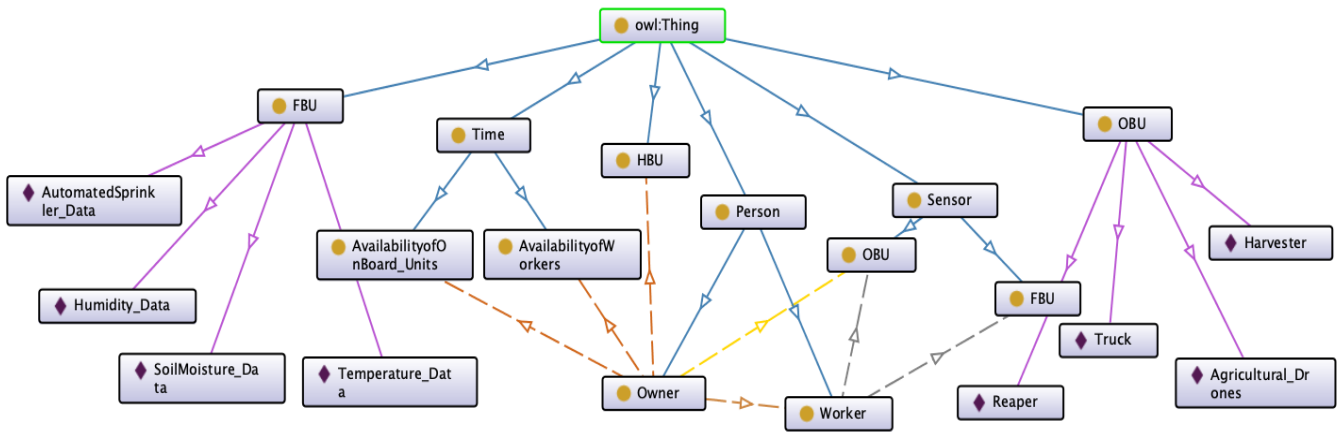 owl:Thing
FBU
OBU
Time
HBU
AutomatedSprink
ler_Data
Sensor
Person
AvailabilityofO
nBoard_Units
AvailabilityofW
orkers
OBU
Harvester
Humidity_Data
FBU
Truck
SoilMoisture_Da
ta
Temperature_Dat
a
Agricultural_Dr
ones
Owner
Reaper
Worker